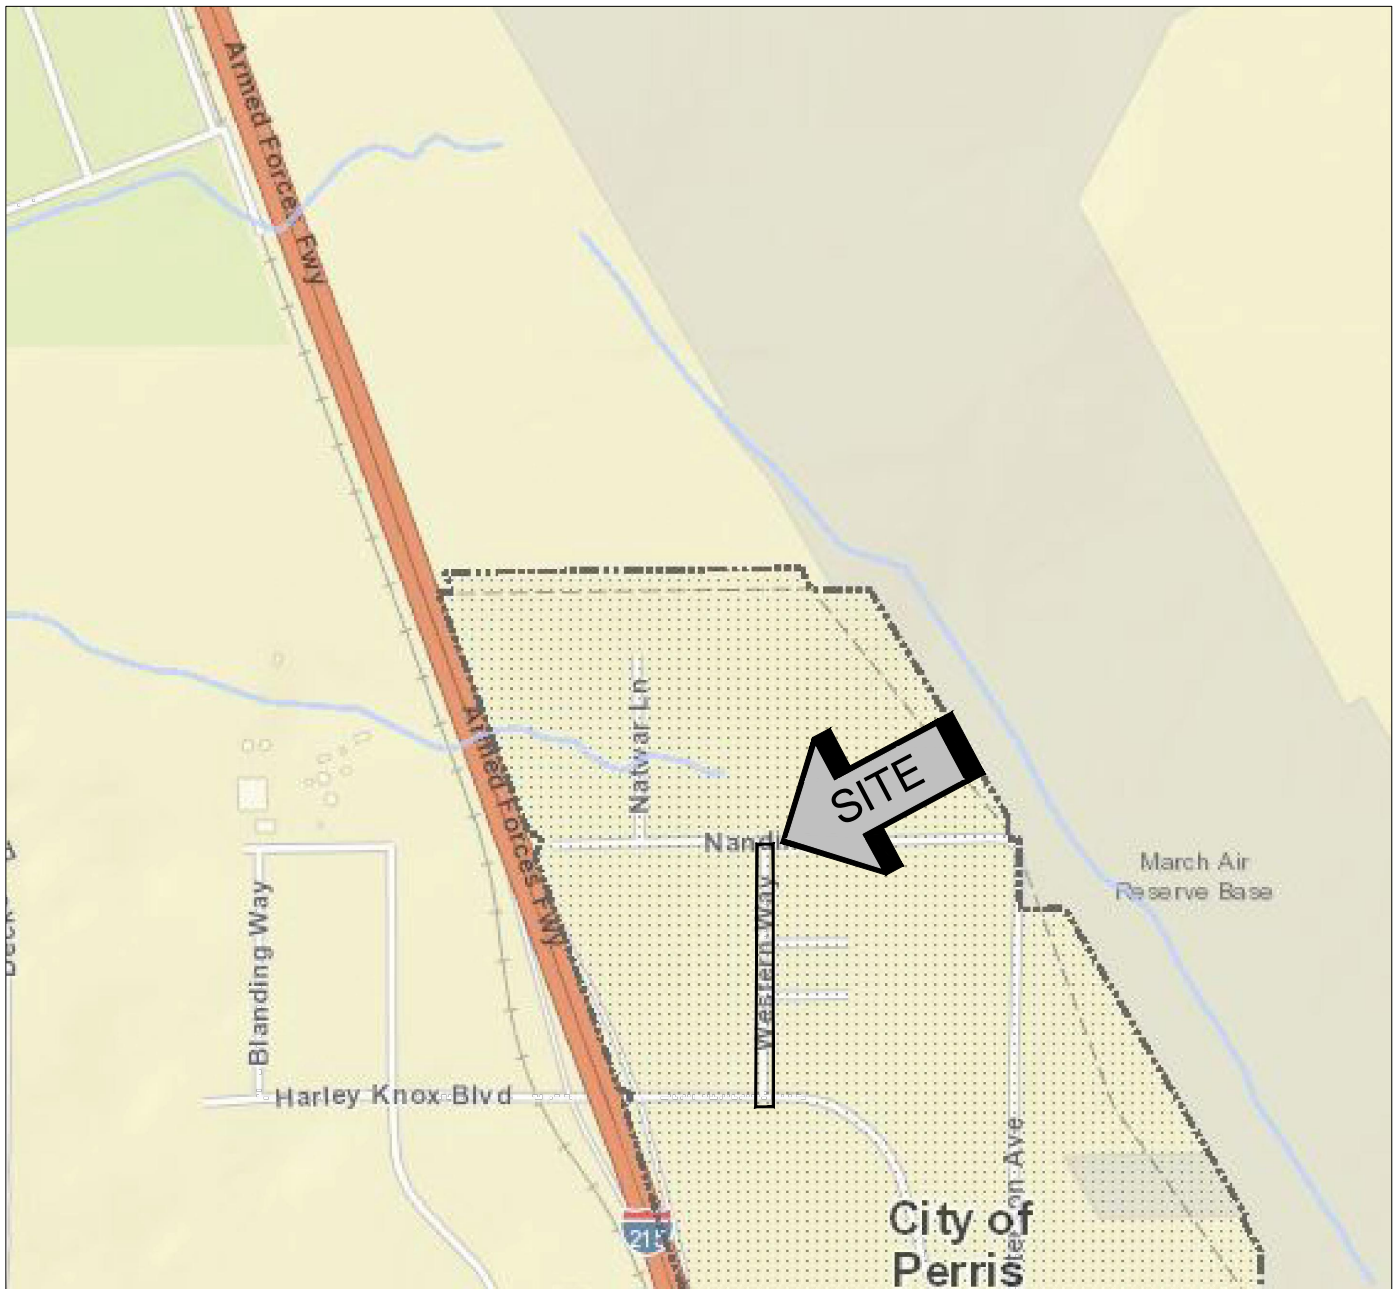 Armed Forces Fwy
Natwar Ln
SITE
Armed Forces Fwy
March Air
Reserve Base
Blanding Way
Western Way
Harley Knox Blvd
City of
Perris
215